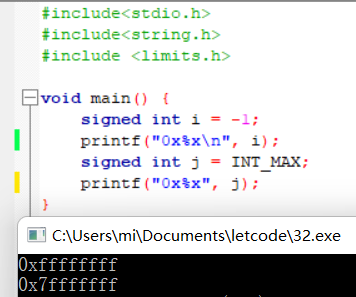 #include<stdio.h>
#include<string.h>
#include <limits.h>
void main() {
signed int i = -1;
printf("0x%x\n", i);
signed int j = INT_MAX;
printf("0x%x", j);
}
C:\Users\mi\Documents\letcode\32.exe
0xffffffff
0x7fffffff